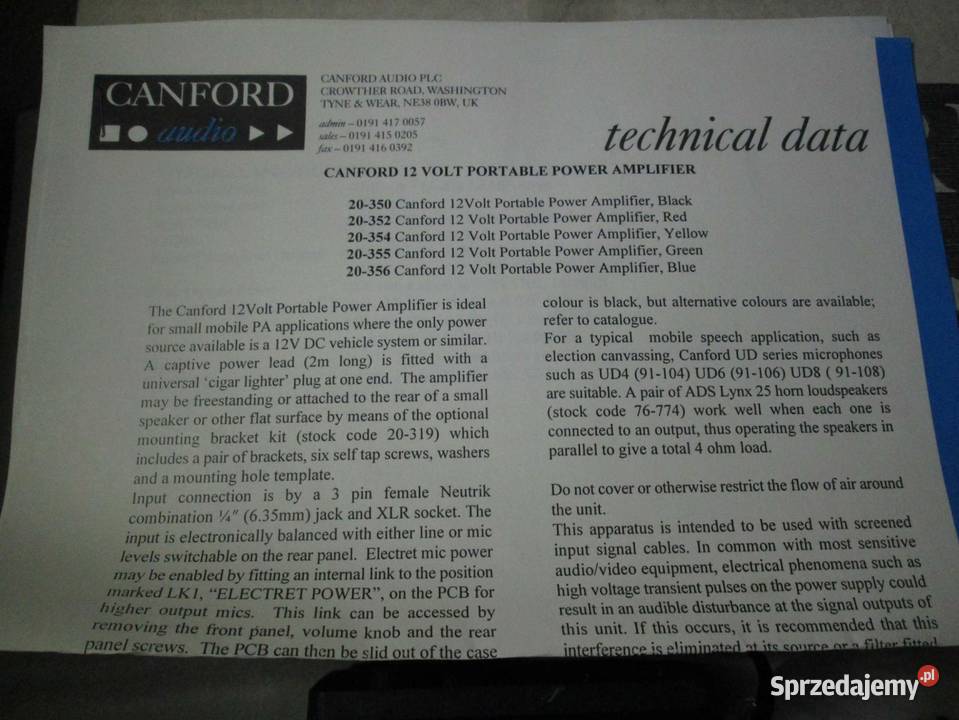 CANFORD
audio
CANFORD AUDIO PLC
CROWTHER ROAD, WASHINGTON
TYNE & WEAR, NE38 0BW, UK
admin – 0191 417 0057
sales – 0191 415 0205
fax – 0191 416 0392
technical data
CANFORD 12 VOLT PORTABLE POWER AMPLIFIER
20-350 Canford 12Volt Portable Power Amplifier, Black
20-352 Canford 12 Volt Portable Power Amplifier, Red
20-354 Canford 12 Volt Portable Power Amplifier, Yellow
20-355 Canford 12 Volt Portable Power Amplifier, Green
20-356 Canford 12 Volt Portable Power Amplifier, Blue
The Canford 12Volt Portable Power Amplifier is ideal
for small mobile PA applications where the only power
source available is a 12V DC vehicle system or similar.
A captive power lead (2m long) is fitted with a
universal ‘cigar lighter’ plug at one end. The amplifier
may be freestanding or attached to the rear of a small
speaker or other flat surface by means of the optional
mounting bracket kit (stock code 20-319) which
includes a pair of brackets, six self tap screws, washers
and a mounting hole template.
Input connection is by a 3 pin female Neutrik
combination ¼″ (6.35mm) jack and XLR socket. The
input is electronically balanced with either line or mic
levels switchable on the rear panel. Electret mic power
may be enabled by fitting an internal link to the position
marked LK1, “ELECTRET POWER”, on the PCB for
higher output mics. This link can be accessed by
removing the front panel, volume knob and the rear
panel screws. The PCB can then be slid out of the case
colour is black, but alternative colours are available;
refer to catalogue.
For a typical mobile speech application, such as
election canvassing, Canford UD series microphones
such as UD4 (91-104) UD6 (91-106) UD8 ( 91-108)
are suitable. A pair of ADS Lynx 25 horn loudspeakers
(stock code 76-774) work well when each one is
connected to an output, thus operating the speakers in
parallel to give a total 4 ohm load.
Do not cover or otherwise restrict the flow of air around
the unit.
This apparatus is intended to be used with screened
input signal cables. In common with most sensitive
audio/video equipment, electrical phenomena such as
high voltage transient pulses on the power supply could
result in an audible disturbance at the signal outputs of
this unit. If this occurs, it is recommended that this
interference is eliminated at its source or a filter fitted
Sprzedajemy.pl